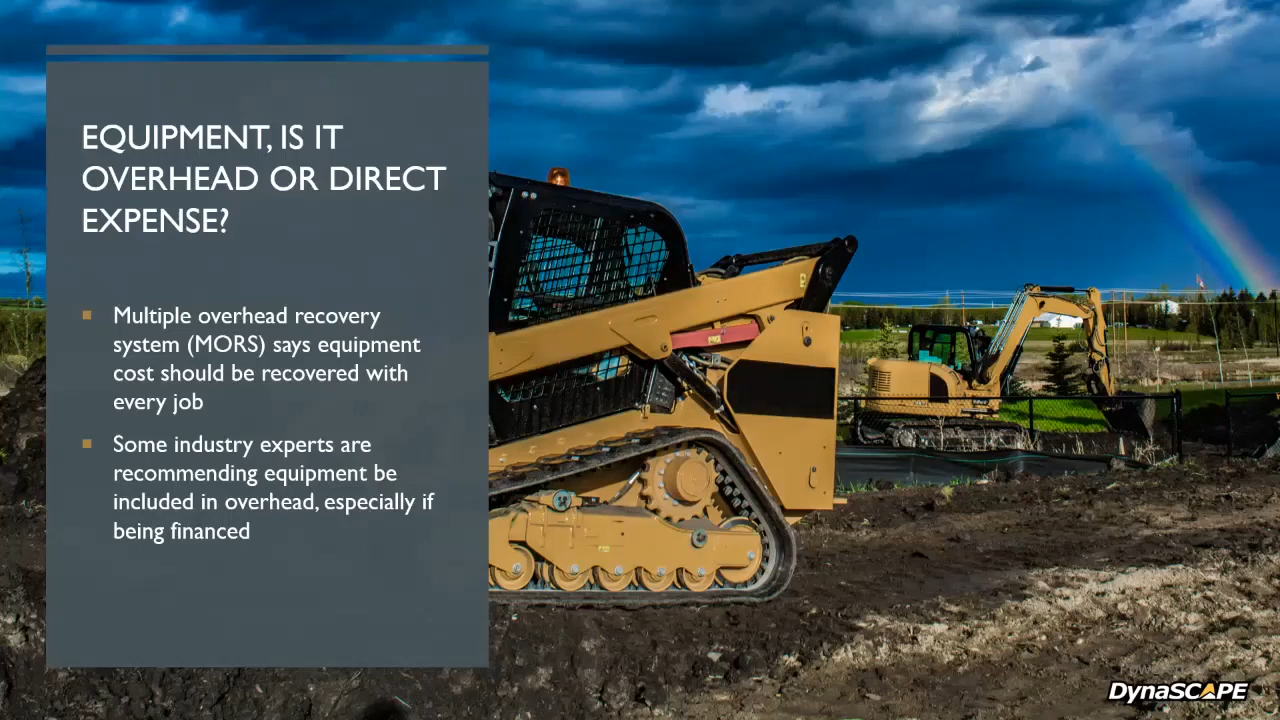 EQUIPMENT, IS IT
OVERHEAD OR DIRECT
EXPENSE?
▪ Multiple overhead recovery
system (MORS) says equipment
cost should be recovered with
every job
▪ Some industry experts are
recommending equipment be
included in overhead, especially if
being financed
DynaSCAPE